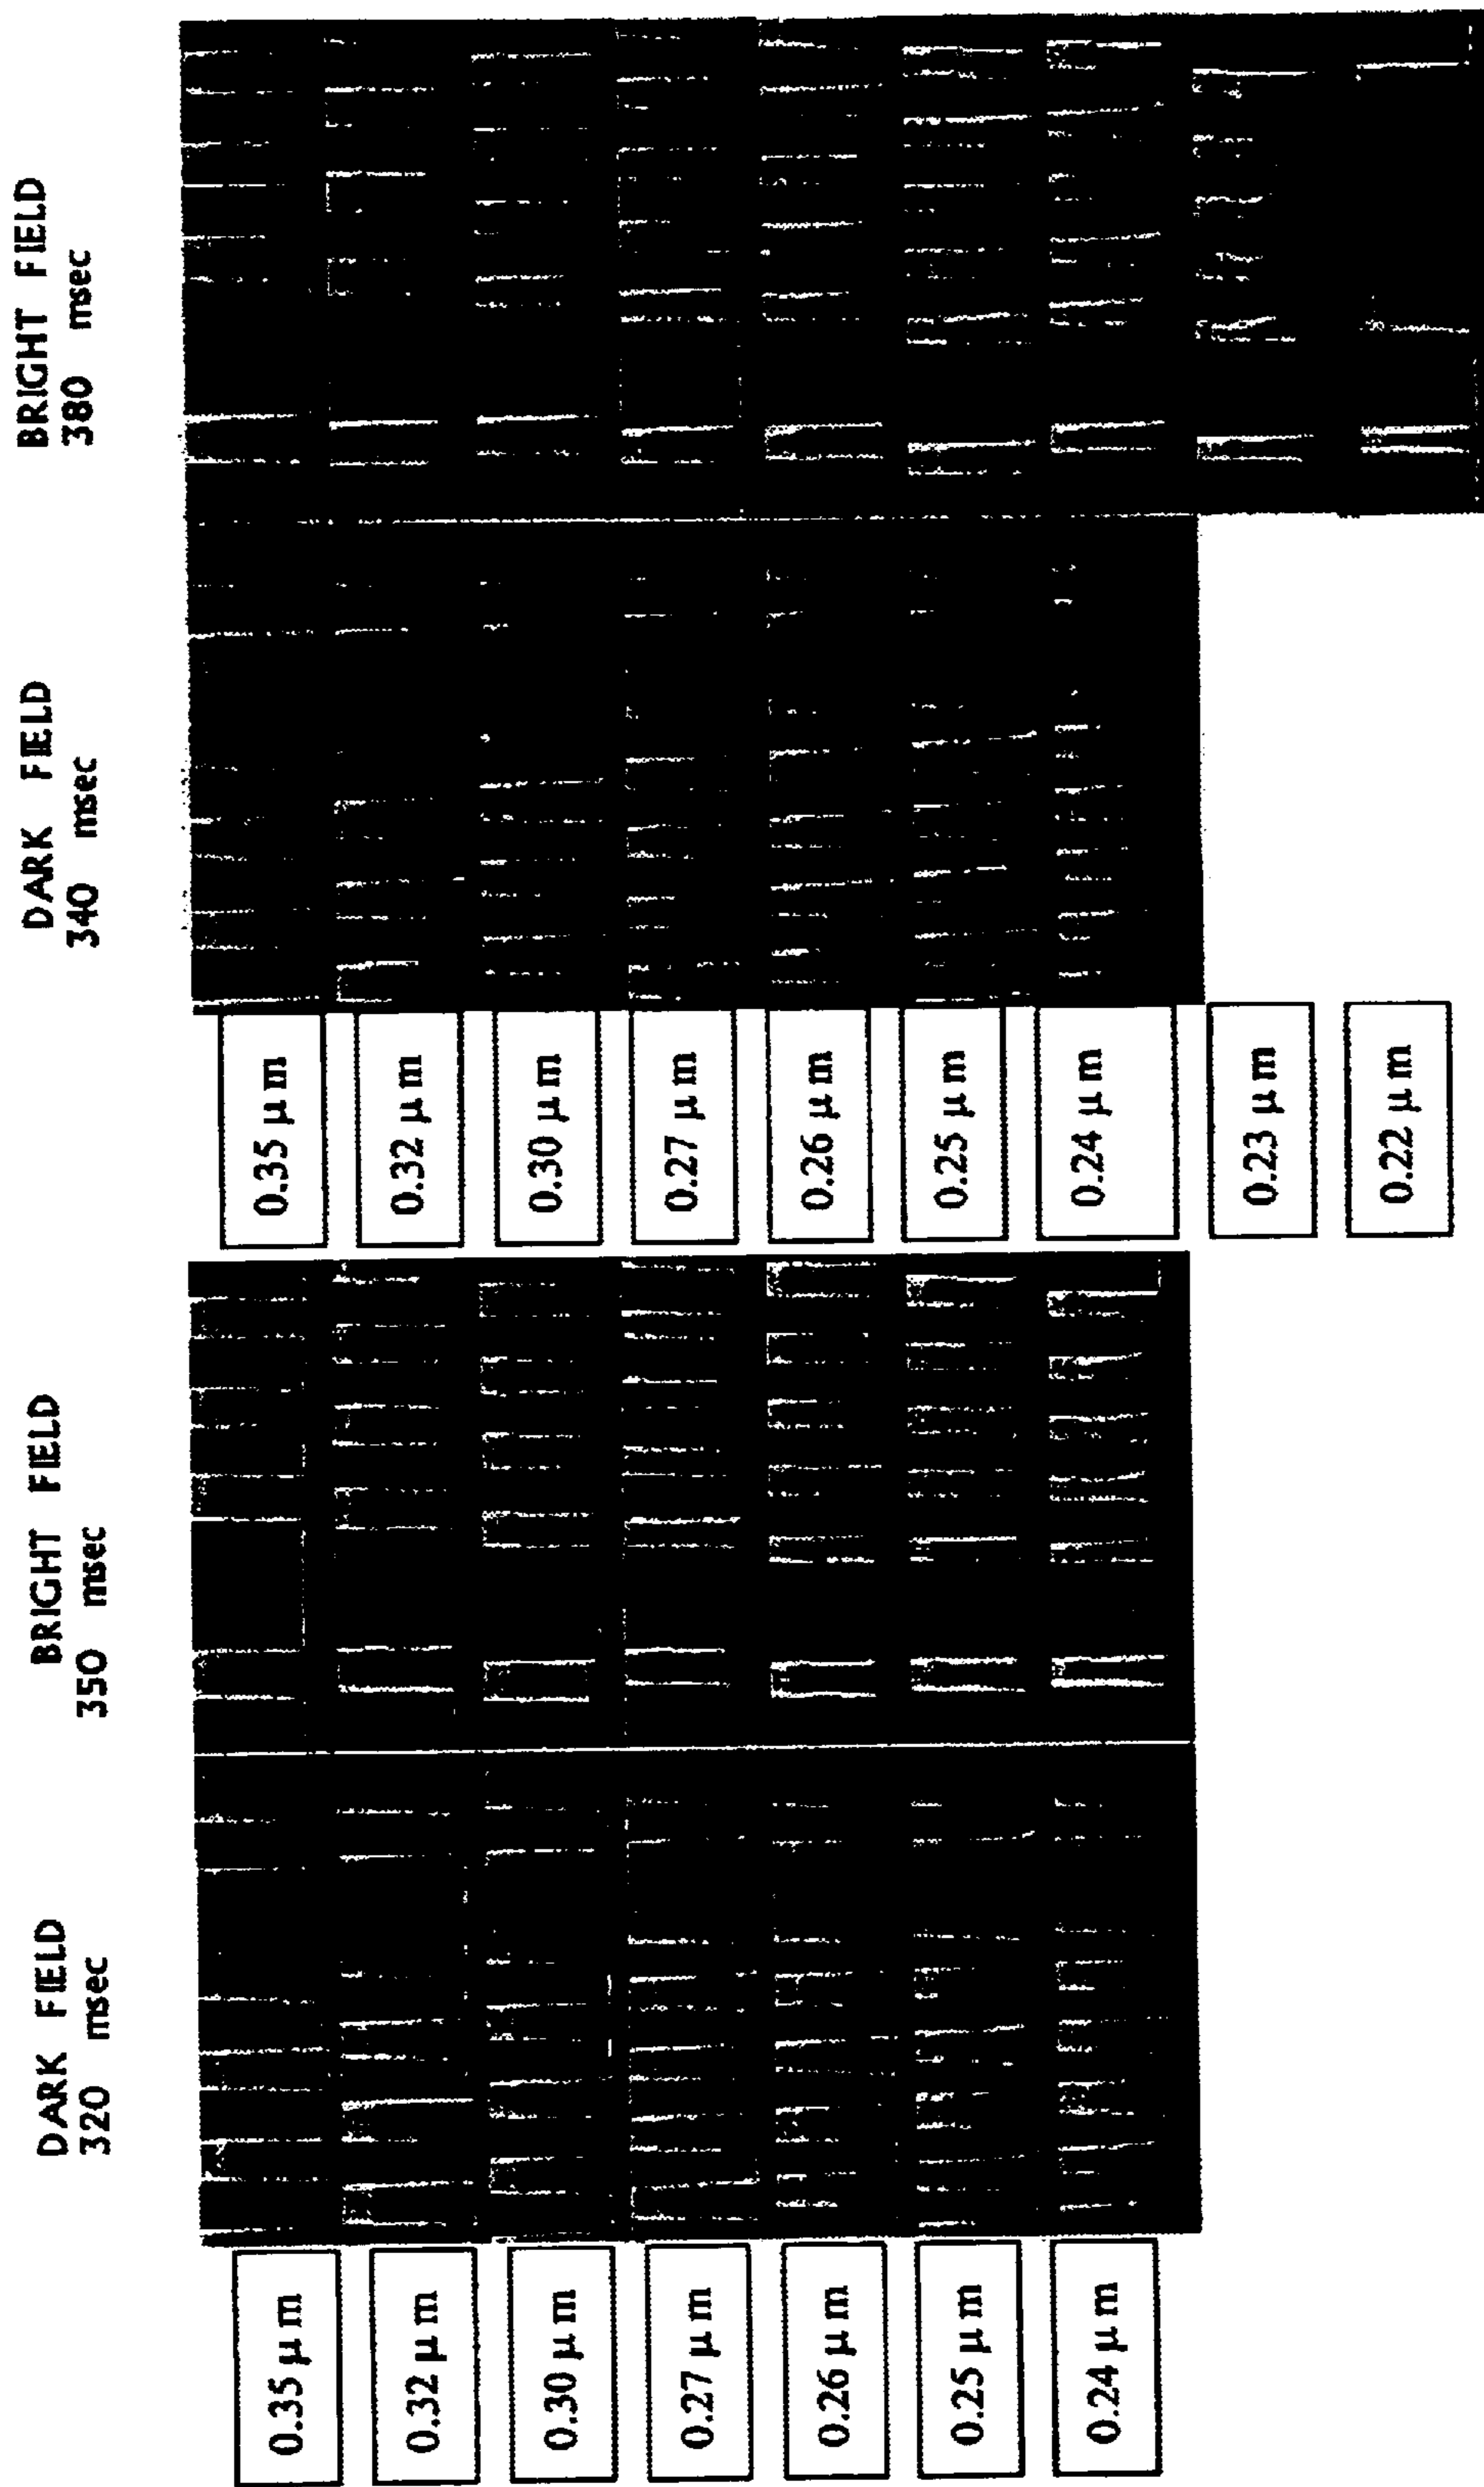 DARK FIELD
320 msec
BRIGHT FIELD
350 msec
DARK FIELD
340 msec
BRIGHT FIELD
380 msec
0.35 µm
0.32 µm
0.30 µm
0.27 µm
0.26 µm
0.25 µm
0.24 µm
0.35 µm
0.32 µm
0.30 µm
0.27 µm
0.26 µm
0.25 µm
0.24 µm
0.23 µm
0.22 µm